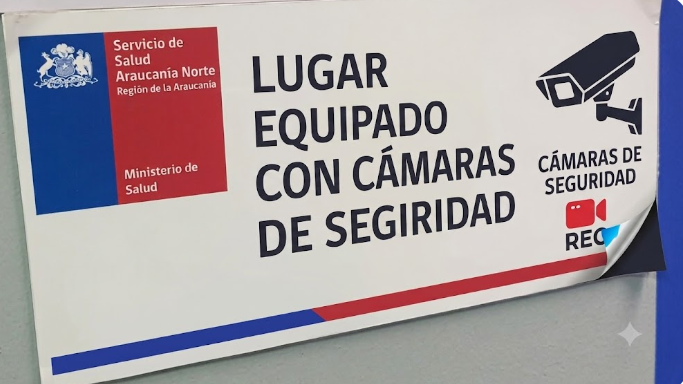 Servicio de
Salud
Araucanía Norte
Región de la Araucanía
Ministerio de
Salud
LUGAR
EQUIPADO
CON CÁMARAS
DE SEGIRIDAD
CÁMARAS DE
SEGURIDAD
REC